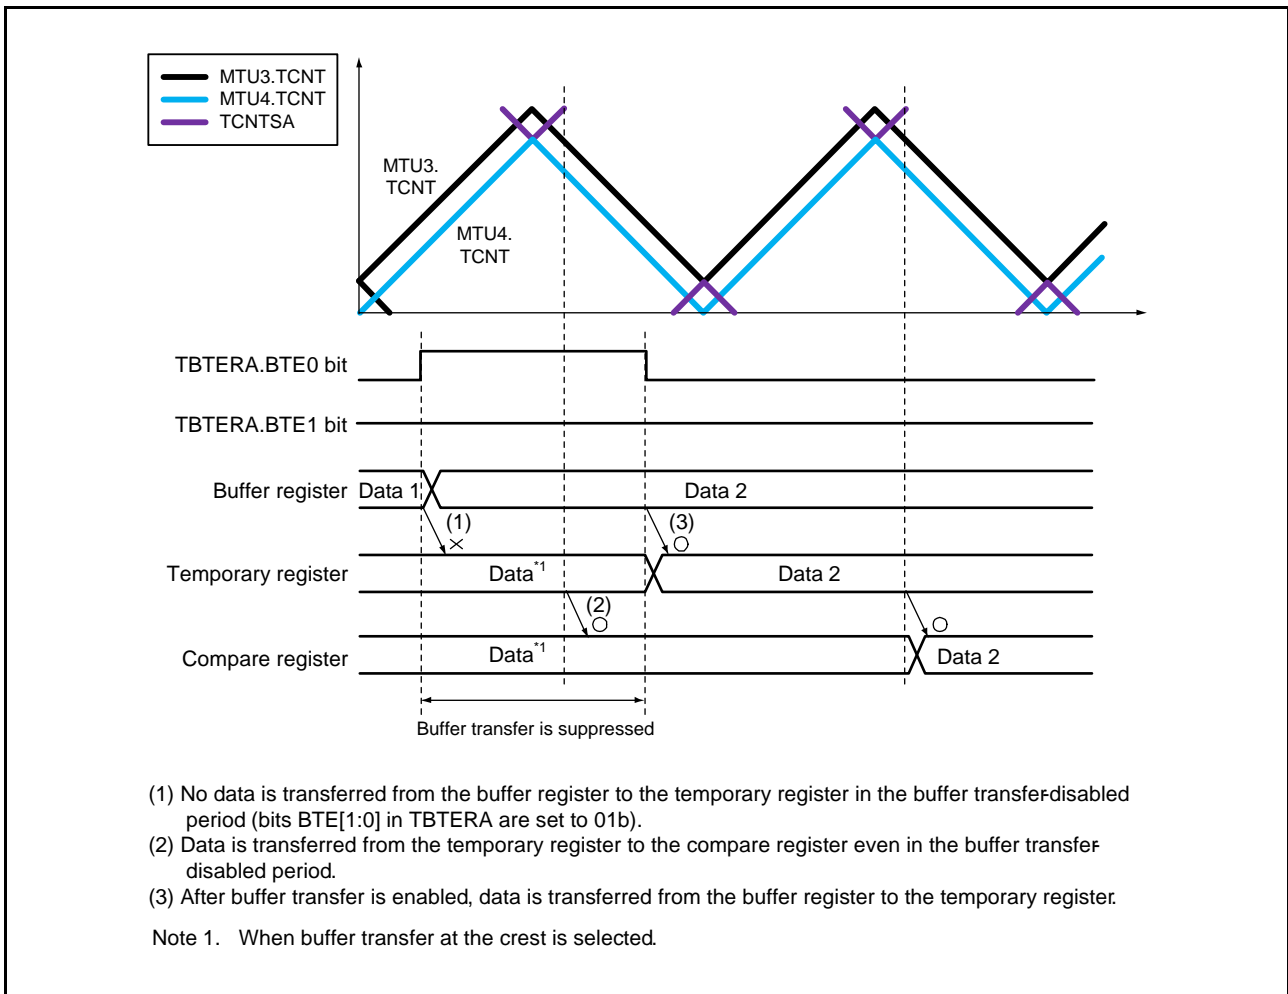 MTU3.TCNT
MTU4.TCNT
TCNTSA
MTU3.
TCNT
MTU4.
TCNT
TBTERA.BTE0 bit
TBTERA.BTE1 bit
Buffer register
Data 1
Data 2
(1)
(3)
Temporary register
Data*1
Data 2
(2)
Compare register
Data*1
Data 2
Buffer transfer is suppressed
(1) No data is transferred from the buffer register to the temporary register in the buffer transfer-disabled
period (bits BTE[1:0] in TBTERA are set to 01b).
(2) Data is transferred from the temporary register to the compare register even in the buffer transfer-
disabled period.
(3) After buffer transfer is enabled, data is transferred from the buffer register to the temporary register.
Note 1. When buffer transfer at the crest is selected.